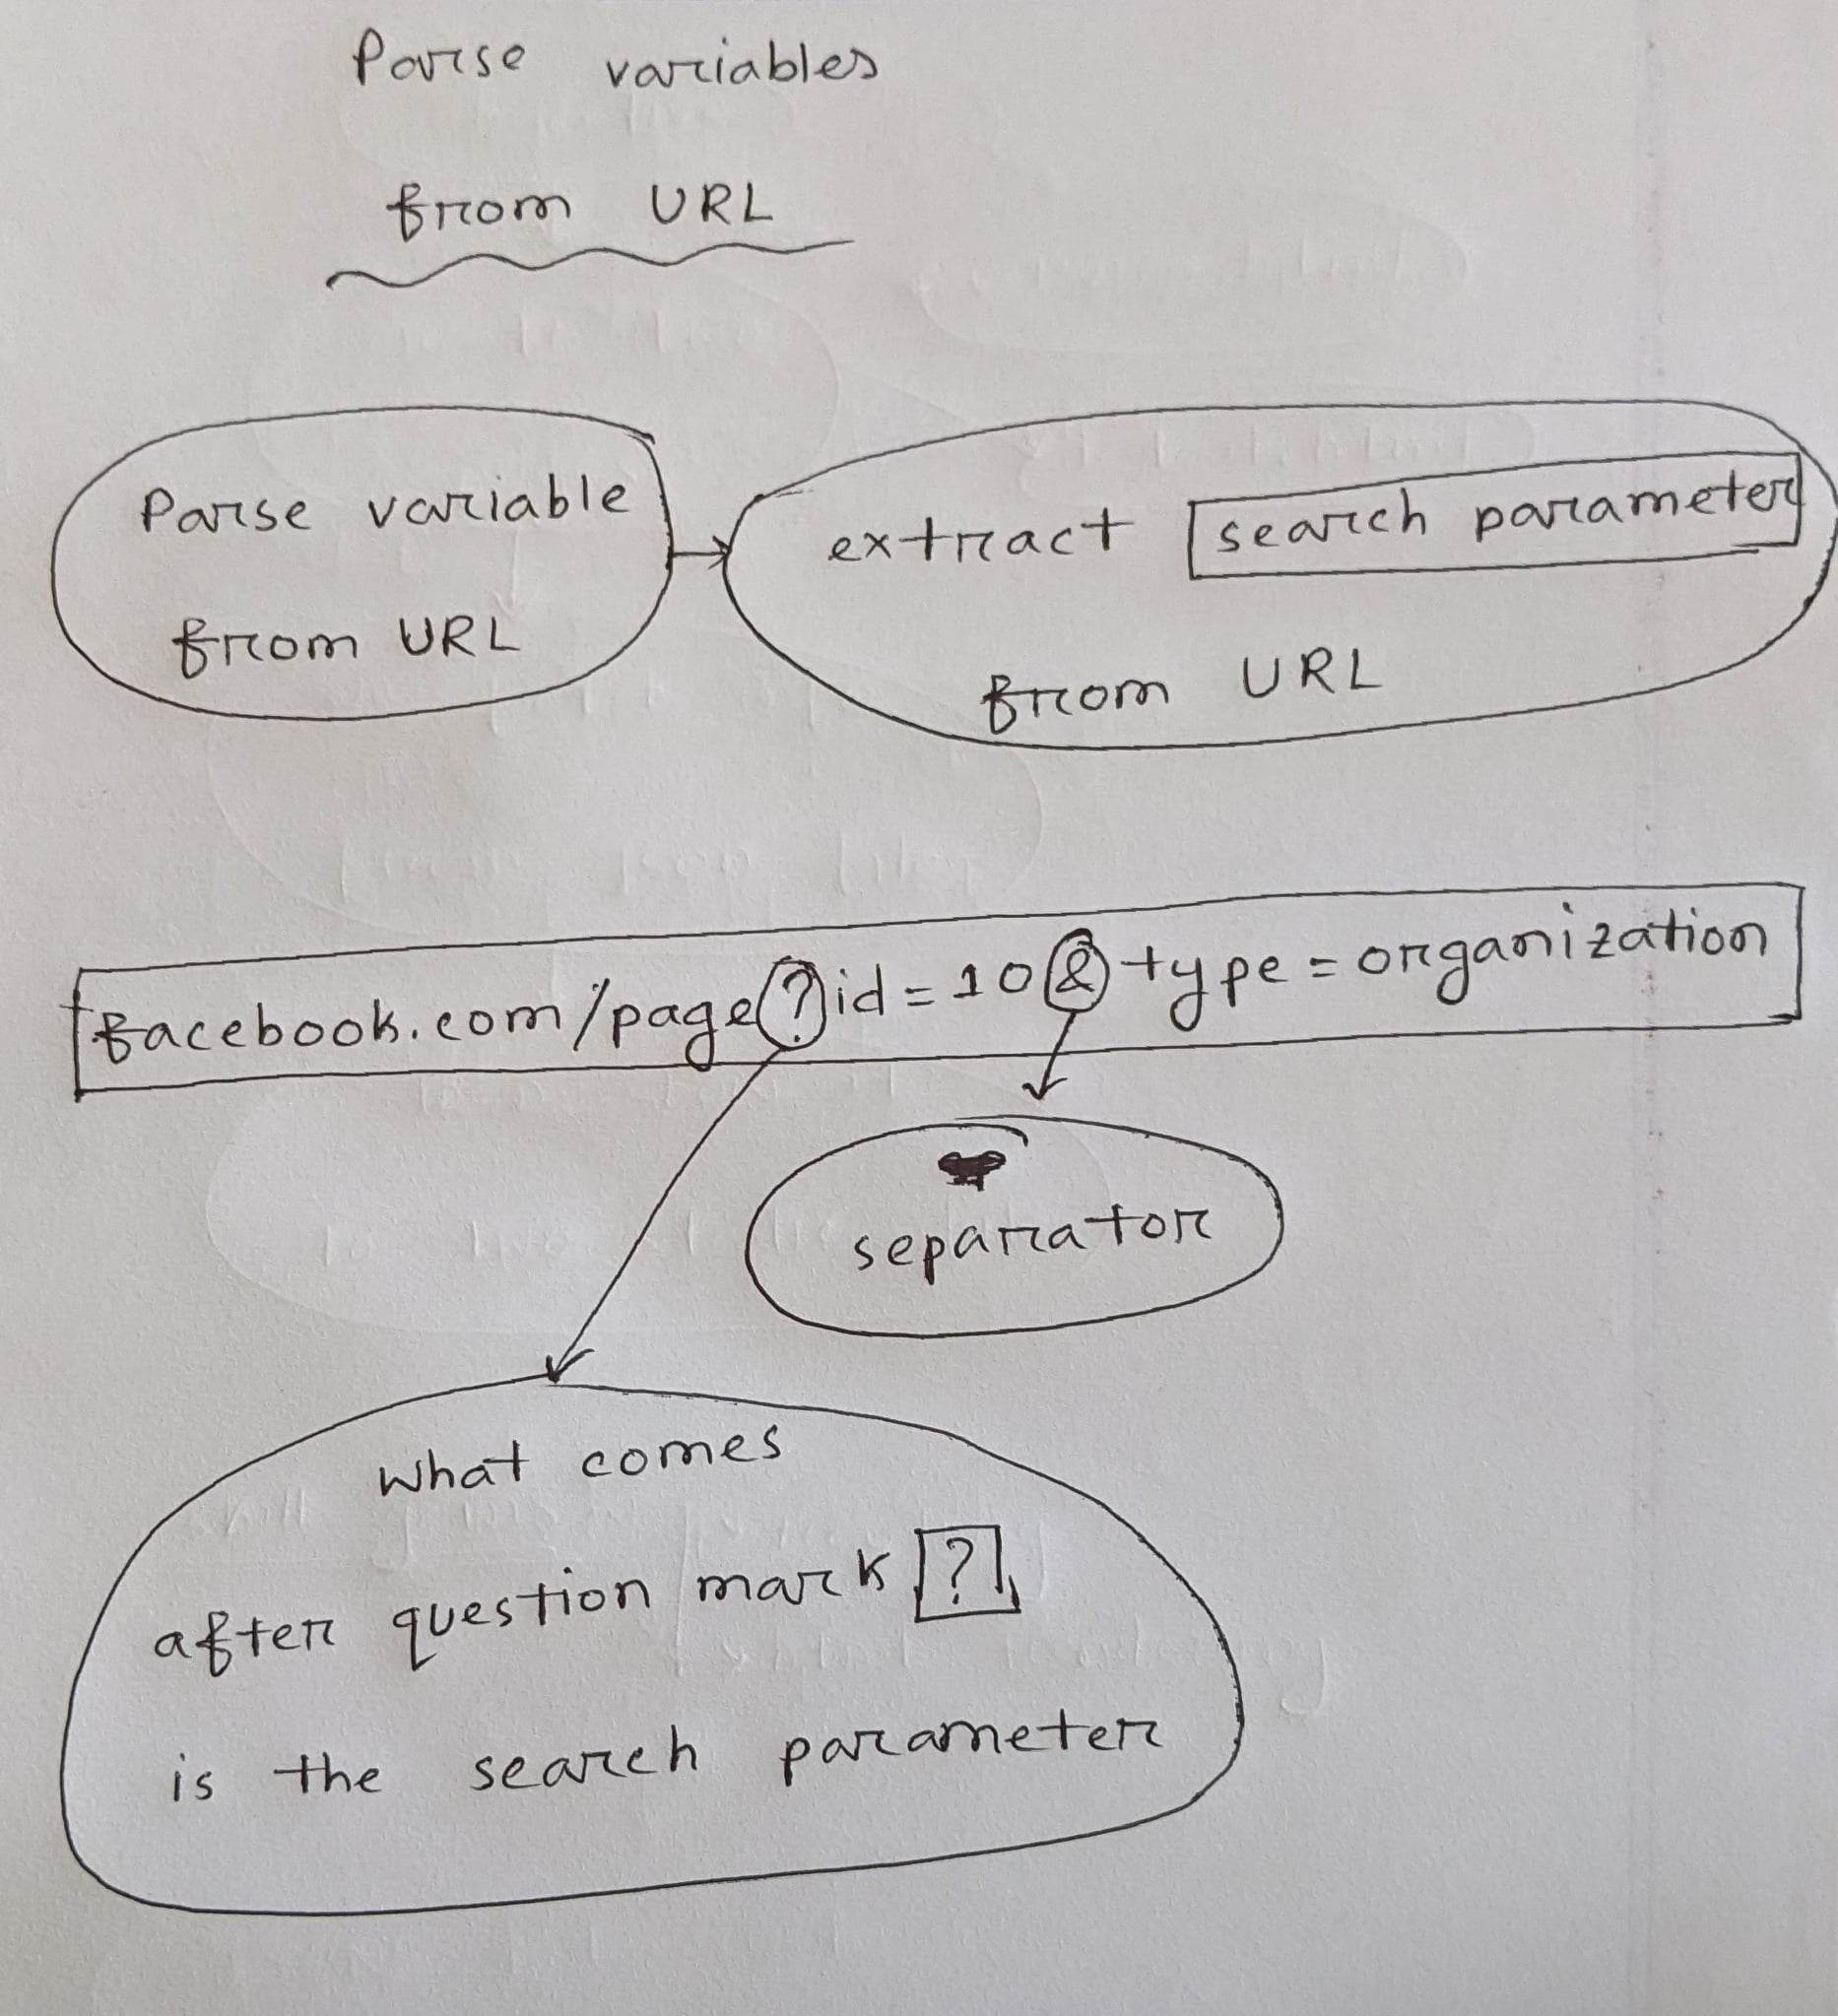 Parse variables
from URL
Parse variable
from URL
extract search parameter
from URL
facebook.com/page?id=10&type=organization
separator
What comes
after question mark ?
is the search parameter